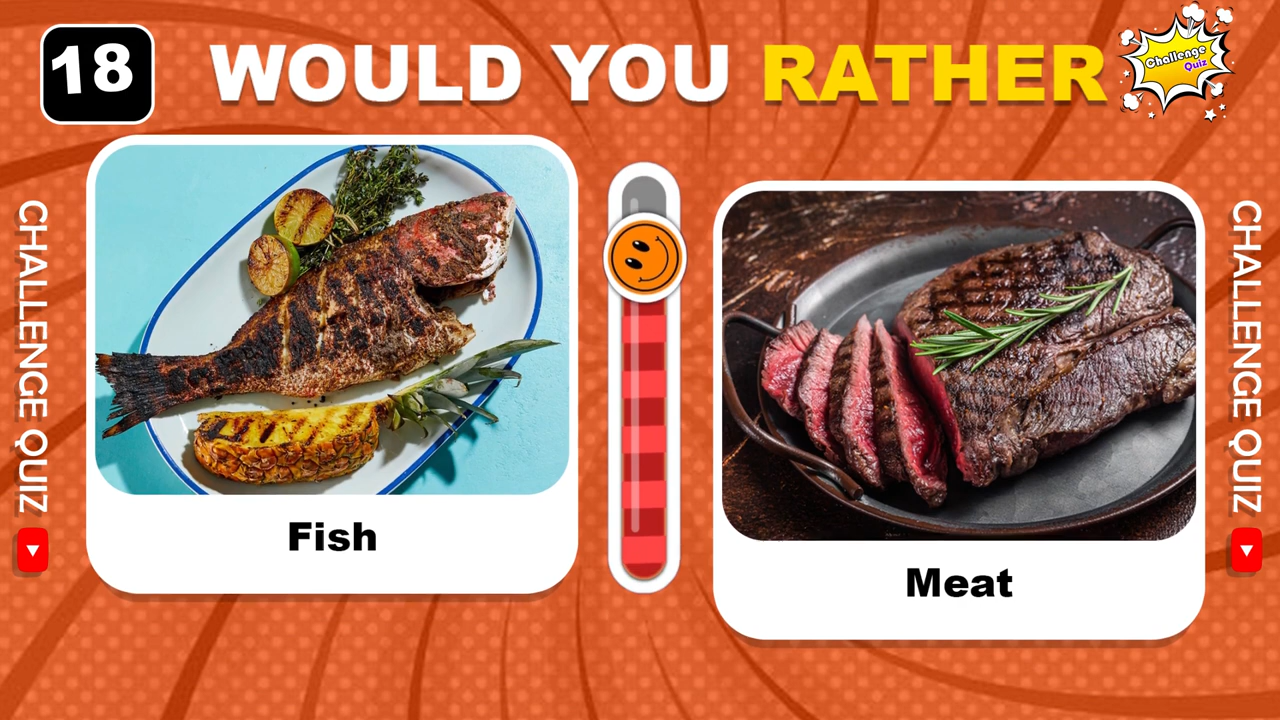 18
WOULD YOU RATHER
Challenge
Quiz
CHALLENGE QUIZ
Fish
Meat
CHALLENGE QUIZ